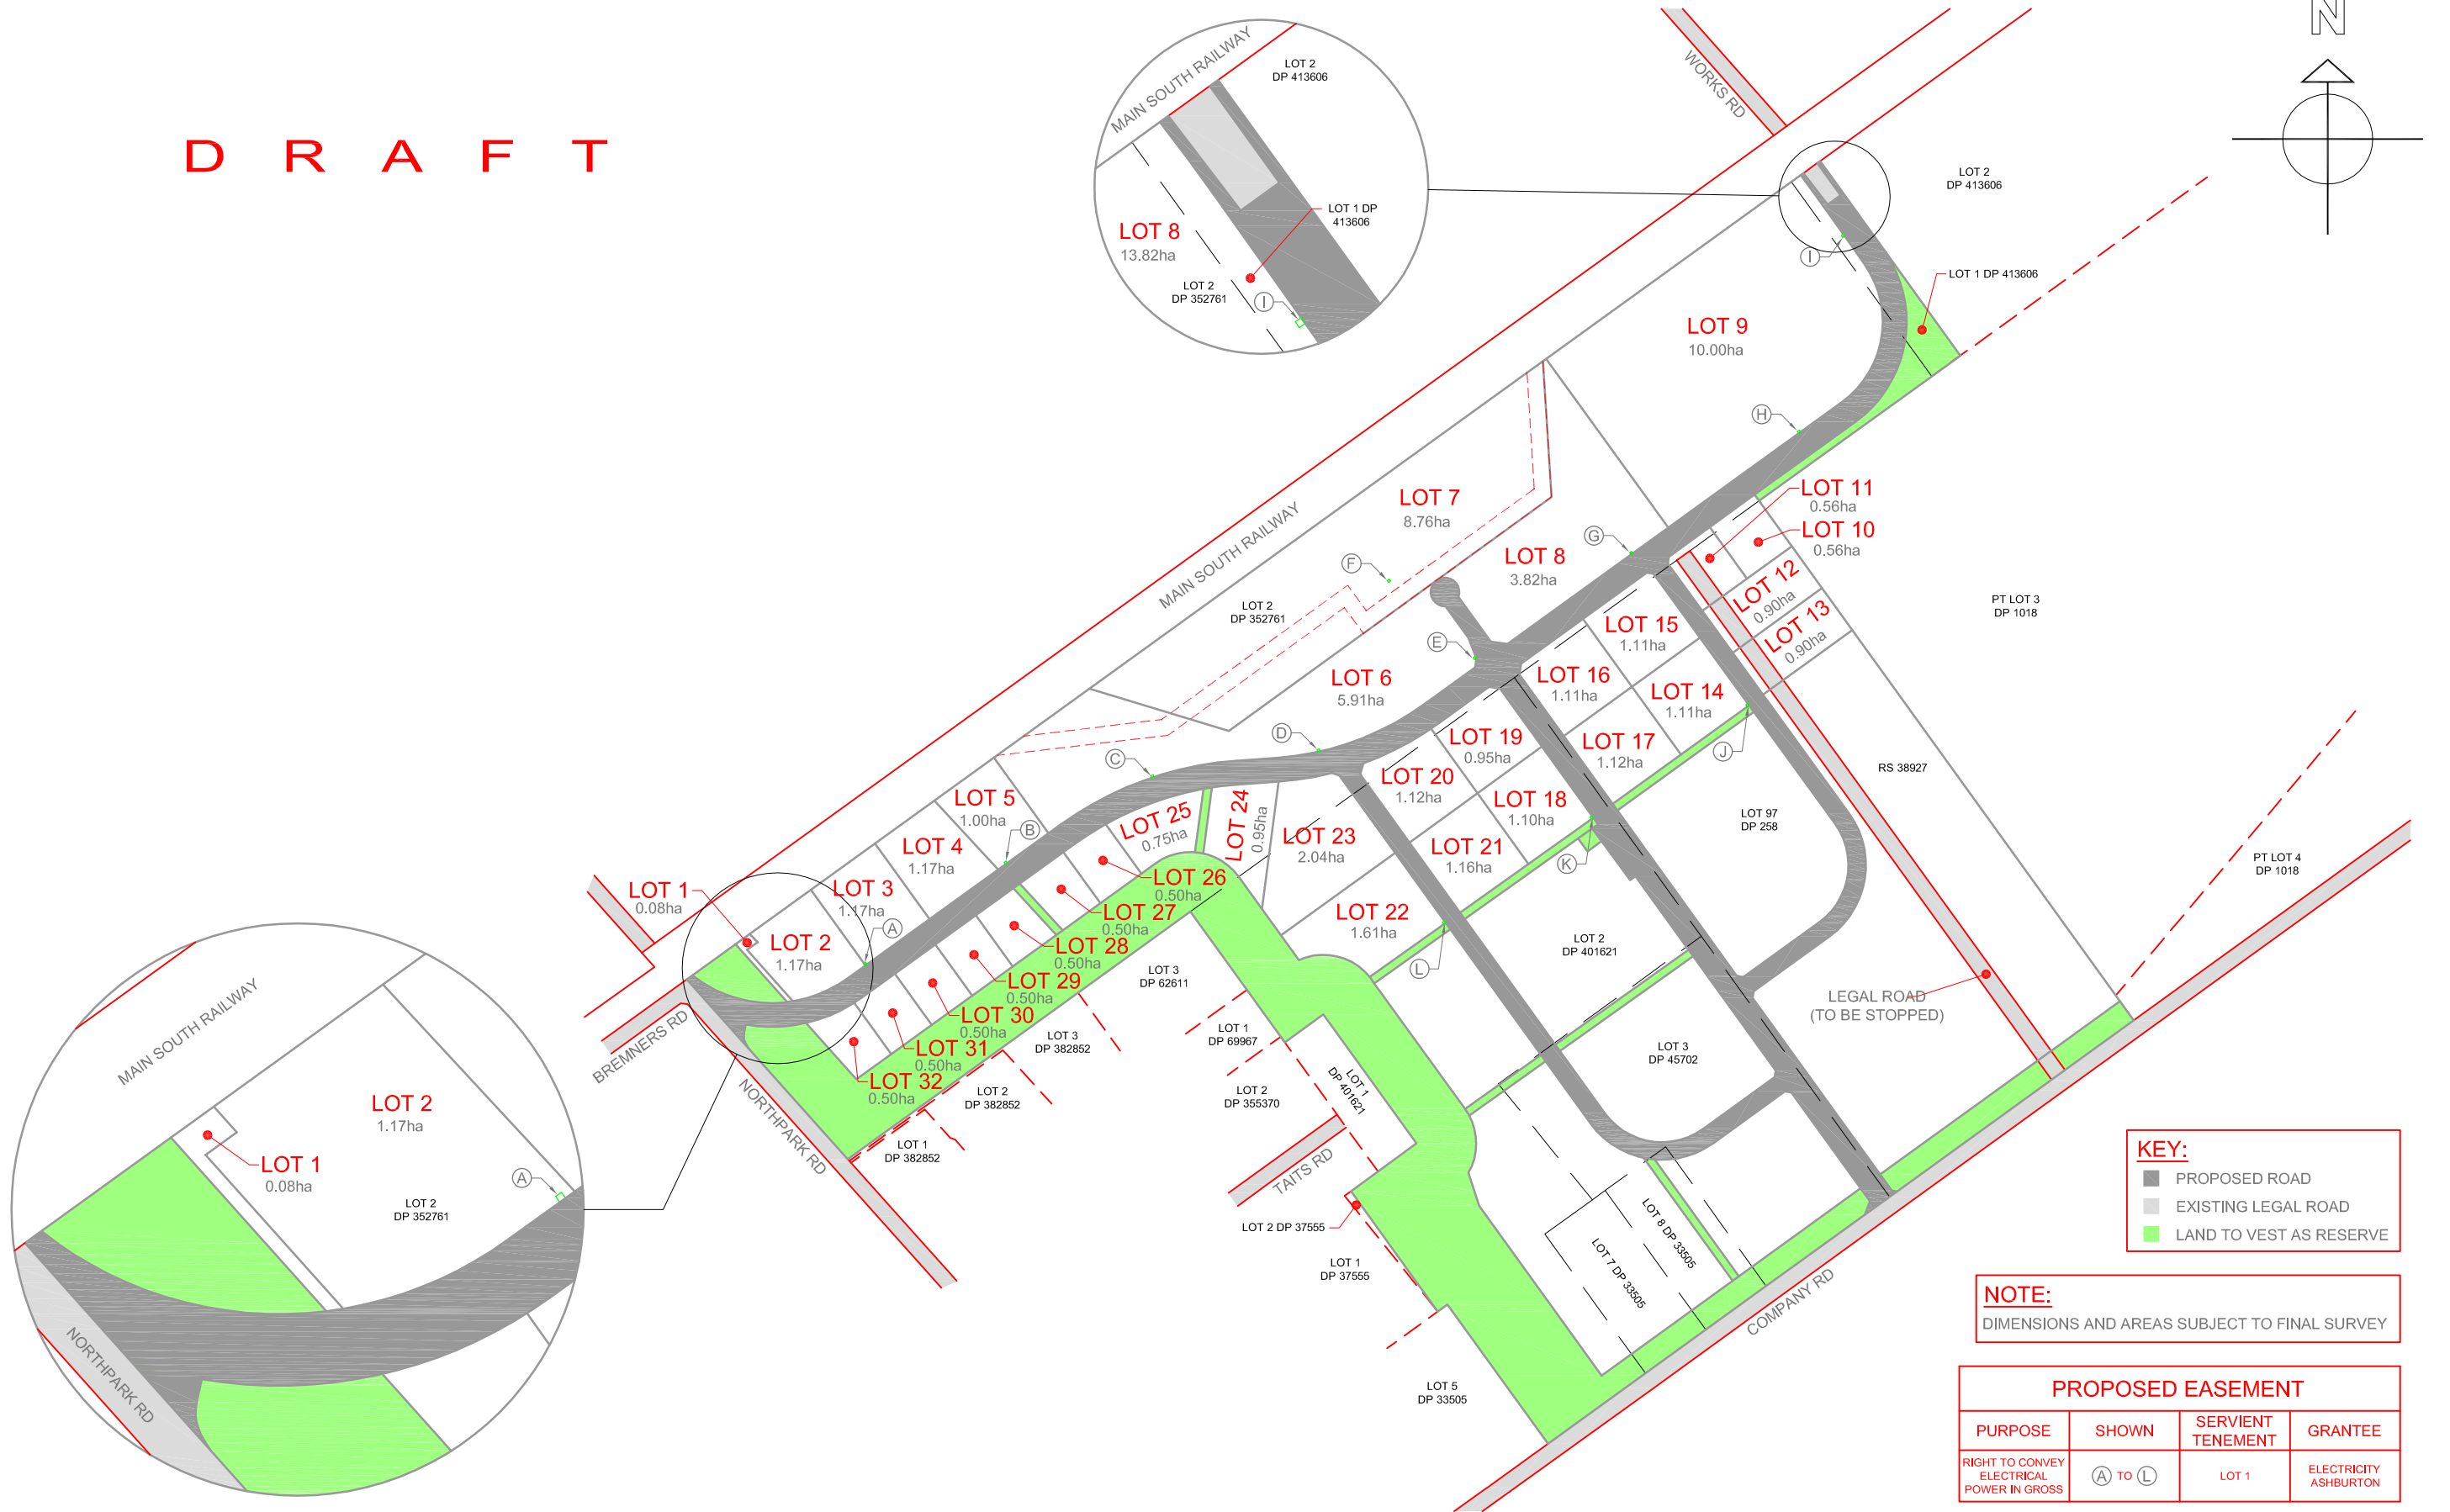 D R A F T
N
WORKS RD
MAIN SOUTH RAILWAY
LOT 2
DP 413606
LOT 1 DP
413606
LOT 8
13.82ha
LOT 2
DP 352761
I
LOT 2
DP 413606
I
LOT 1 DP 413606
LOT 9
10.00ha
H
LOT 7
8.76ha
MAIN SOUTH RAILWAY
LOT 11
0.56ha
LOT 10
0.56ha
G
LOT 8
3.82ha
F
LOT 12
0.90ha
LOT 13
0.90ha
LOT 2
DP 352761
PT LOT 3
DP 1018
LOT 15
1.11ha
E
LOT 6
5.91ha
LOT 16
1.11ha
LOT 14
1.11ha
D
LOT 19
0.95ha
LOT 17
1.12ha
J
C
LOT 20
1.12ha
RS 38927
LOT 5
1.00ha
LOT 18
1.10ha
LOT 25
0.75ha
LOT 24
0.95ha
LOT 97
DP 258
B
LOT 23
2.04ha
LOT 4
1.17ha
LOT 21
1.16ha
K
PT LOT 4
DP 1018
LOT 1
0.08ha
LOT 3
1.17ha
LOT 26
0.50ha
LOT 27
0.50ha
LOT 22
1.61ha
A
LOT 2
1.17ha
LOT 28
0.50ha
LOT 2
DP 401621
L
LOT 3
DP 62611
LOT 29
0.50ha
LEGAL ROAD
(TO BE STOPPED)
LOT 30
0.50ha
BREMNERS RD
LOT 31
0.50ha
LOT 3
DP 382852
LOT 1
DP 69967
LOT 3
DP 45702
LOT 32
0.50ha
LOT 2
DP 382852
LOT 2
DP 355370
LOT 1
DP 401621
NORTHPARK RD
LOT 1
DP 382852
TAITS RD
LOT 2 DP 37555
LOT 1
DP 37555
LOT 8 DP 33505
LOT 7 DP 33505
COMPANY RD
LOT 5
DP 33505
MAIN SOUTH RAILWAY
LOT 2
1.17ha
LOT 1
0.08ha
A
LOT 2
DP 352761
NORTHPARK RD
KEY:
PROPOSED ROAD
EXISTING LEGAL ROAD
LAND TO VEST AS RESERVE
NOTE:
DIMENSIONS AND AREAS SUBJECT TO FINAL SURVEY
PROPOSED EASEMENT
PURPOSE SHOWN SERVIENT TENEMENT GRANTEE
RIGHT TO CONVEY ELECTRICAL POWER IN GROSS A TO L LOT 1 ELECTRICITY ASHBURTON